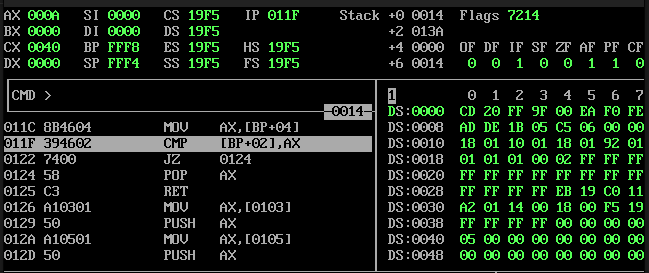 AX 000A SI 0000 CS 19F5 IP 011F Stack +0 0014 Flags 7214
BX 0000 DI 0000 DS 19F5 +2 013A
CX 0040 BP FFF8 ES 19F5 HS 19F5 +4 0000 OF DF IF SF ZF AF PF CF
DX 0000 SP FFF4 SS 19F5 FS 19F5 +6 0014 0 0 1 0 0 1 1 0
CMD >
0014
1 0 1 2 3 4 5 6 7
DS:0000 CD 20 FF 9F 00 EA F0 FE
011C 8B4604 MOV AX,[BP+04] DS:0008 AD DE 1B 05 C5 06 00 00
011F 394602 CMP [BP+02],AX DS:0010 18 01 10 01 18 01 92 01
0122 7400 JZ 0124 DS:0018 01 01 01 00 02 FF FF FF
0124 58 POP AX DS:0020 FF FF FF FF FF FF FF FF
0125 C3 RET DS:0028 FF FF FF FF EB 19 C0 11
0126 A10301 MOV AX,[0103] DS:0030 A2 01 14 00 18 00 F5 19
0129 50 PUSH AX DS:0038 FF FF FF FF 00 00 00 00
012A A10501 MOV AX,[0105] DS:0040 05 00 00 00 00 00 00 00
012D 50 PUSH AX DS:0048 00 00 00 00 00 00 00 00